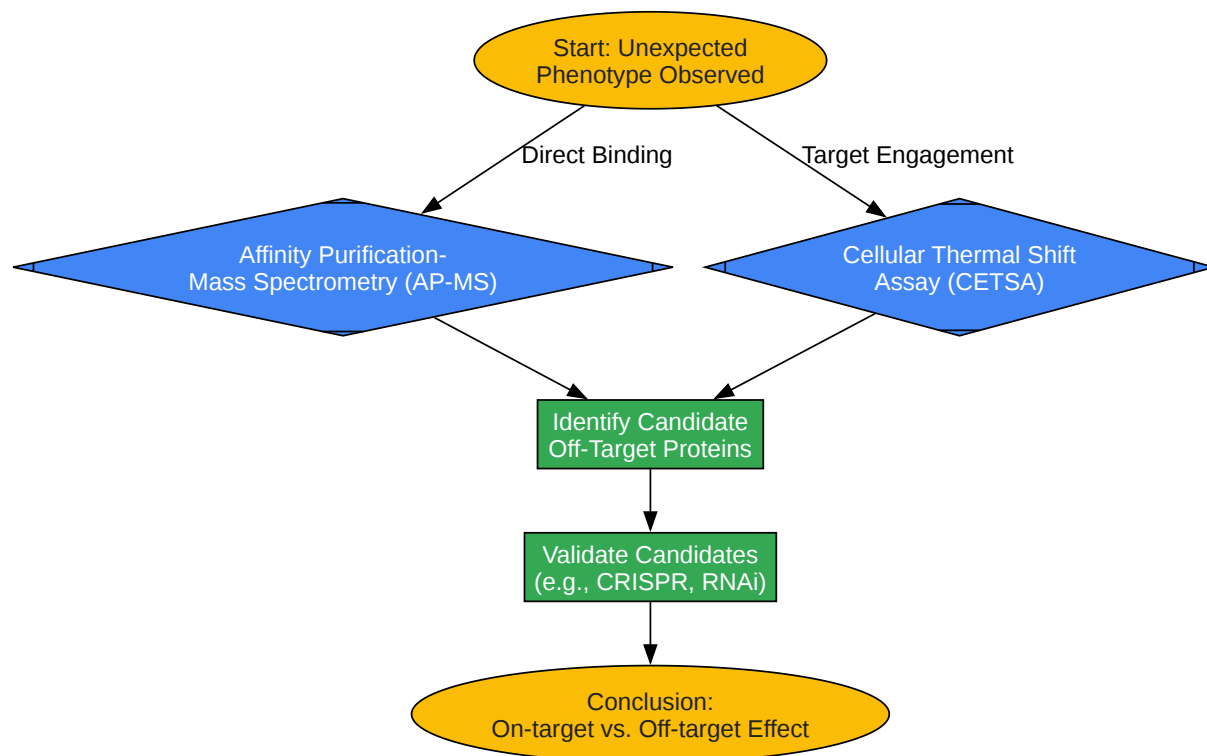 Start: Unexpected
Phenotype Observed
Direct Binding
Target Engagement
Affinity Purification-
Mass Spectrometry (AP-MS)
Cellular Thermal Shift
Assay (CETSA)
Identify Candidate
Off-Target Proteins
Validate Candidates
(e.g., CRISPR, RNAi)
Conclusion:
On-target vs. Off-target Effect